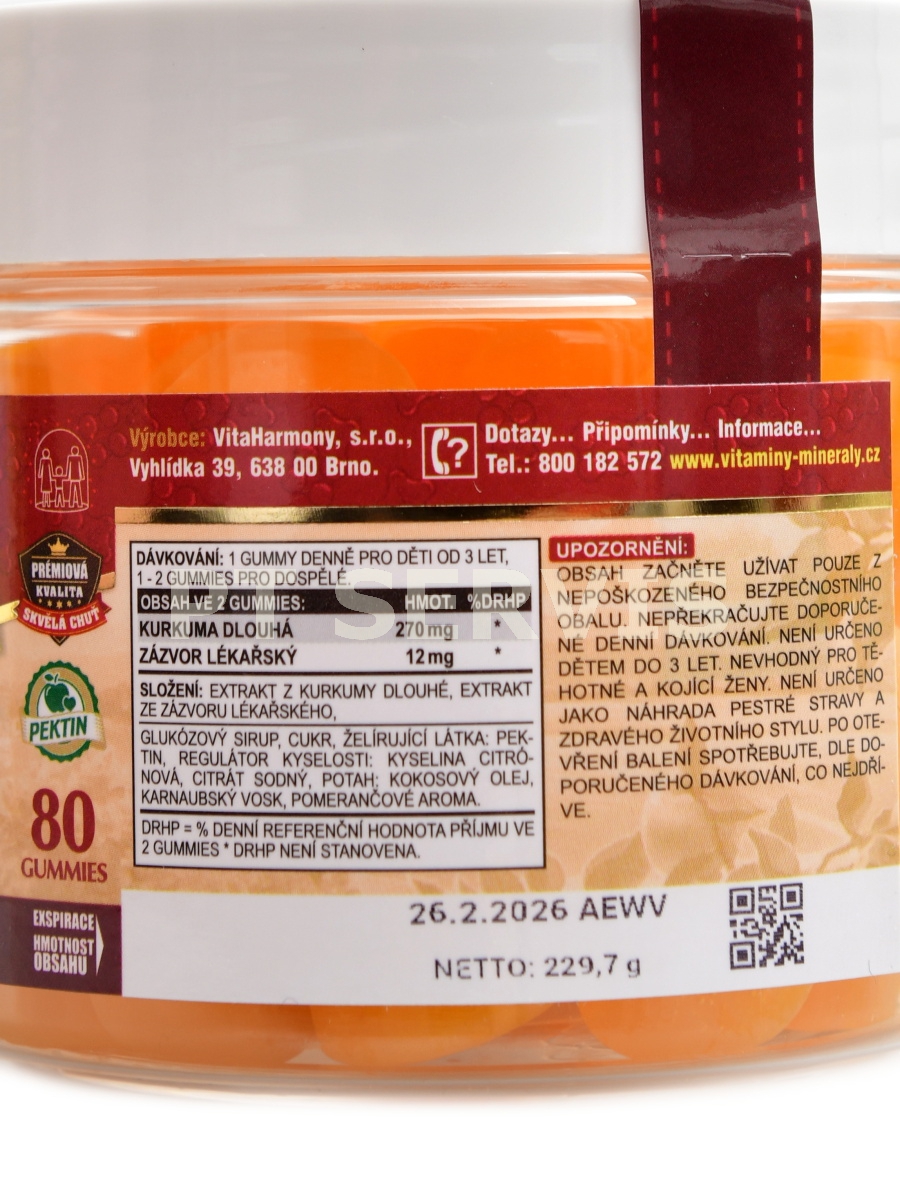 Výrobce: VitaHarmony, s.r.o.,
Vyhlídka 39, 638 00 Brno.
Dotazy... Připomínky... Informace...
Tel.: 800 182 572 www.vitaminy-mineraly.cz
PRÉMIOVÁ
KVALITA
SKVĚLÁ CHUŤ
PEKTIN
80
GUMMIES
EXSPIRACE
HMOTNOST
OBSAHU
DÁVKOVÁNÍ: 1 GUMMY DENNĚ PRO DĚTI OD 3 LET,
1 - 2 GUMMIES PRO DOSPĚLÉ.
OBSAH VE 2 GUMMIES: HMOT. %DRHP
KURKUMA DLOUHÁ 270 mg *
ZÁZVOR LÉKAŘSKÝ 12 mg *
SLOŽENÍ: EXTRAKT Z KURKUMY DLOUHÉ, EXTRAKT
ZE ZÁZVORU LÉKAŘSKÉHO,
GLUKÓZOVÝ SIRUP, CUKR, ŽELÍRUJÍCÍ LÁTKA: PEK-
TIN, REGULÁTOR KYSELOSTI: KYSELINA CITRÓ-
NOVÁ, CITRÁT SODNÝ, POTAH: KOKOSOVÝ OLEJ,
KARNAUBSKÝ VOSK, POMERANČOVÉ AROMA.
DRHP = % DENNÍ REFERENČNÍ HODNOTA PŘÍJMU VE
2 GUMMIES * DRHP NENÍ STANOVENA.
UPOZORNĚNÍ:
OBSAH ZAČNĚTE UŽÍVAT POUZE Z
NEPOŠKOZENÉHO BEZPEČNOSTNÍHO
OBALU. NEPŘEKRAČUJTE DOPORUČE-
NÉ DENNÍ DÁVKOVÁNÍ. NENÍ URČENO
DĚTEM DO 3 LET. NEVHODNÝ PRO TĚ-
HOTNÉ A KOJÍCÍ ŽENY. NENÍ URČENO
JAKO NÁHRADA PESTRÉ STRAVY A
ZDRAVÉHO ŽIVOTNÍHO STYLU. PO OTE-
VŘENÍ BALENÍ SPOTŘEBUJTE, DLE DO-
PORUČENÉHO DÁVKOVÁNÍ, CO NEJDŘÍ-
VE.
26.2.2026 AEWV
NETTO: 229,7 g